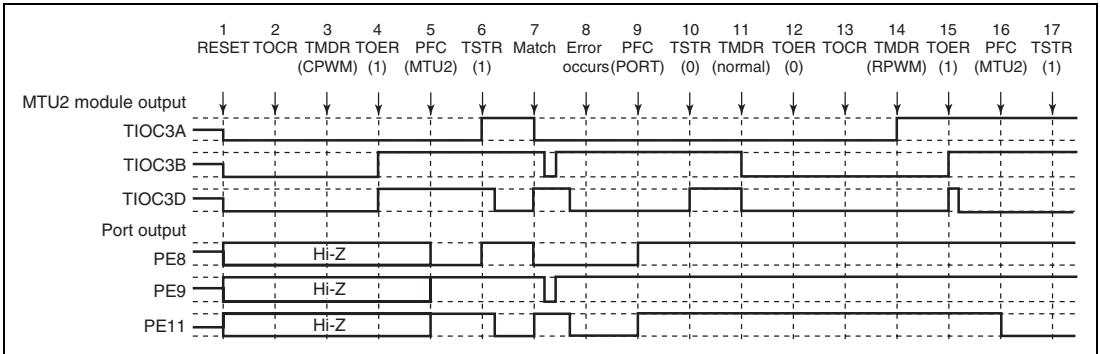 1 2 3 4 5 6 7 8 9 10 11 12 13 14 15 16 17
RESET TOCR TMDR TOER PFC TSTR Match Error PFC TSTR TMDR TOER TOCR TMDR TOER PFC TSTR
(CPWM) (1) (MTU2) (1) occurs (PORT) (0) (normal) (0) (RPWM) (1) (MTU2) (1)
MTU2 module output
TIOC3A
TIOC3B
TIOC3D
Port output
PE8 Hi-Z
PE9 Hi-Z
PE11 Hi-Z